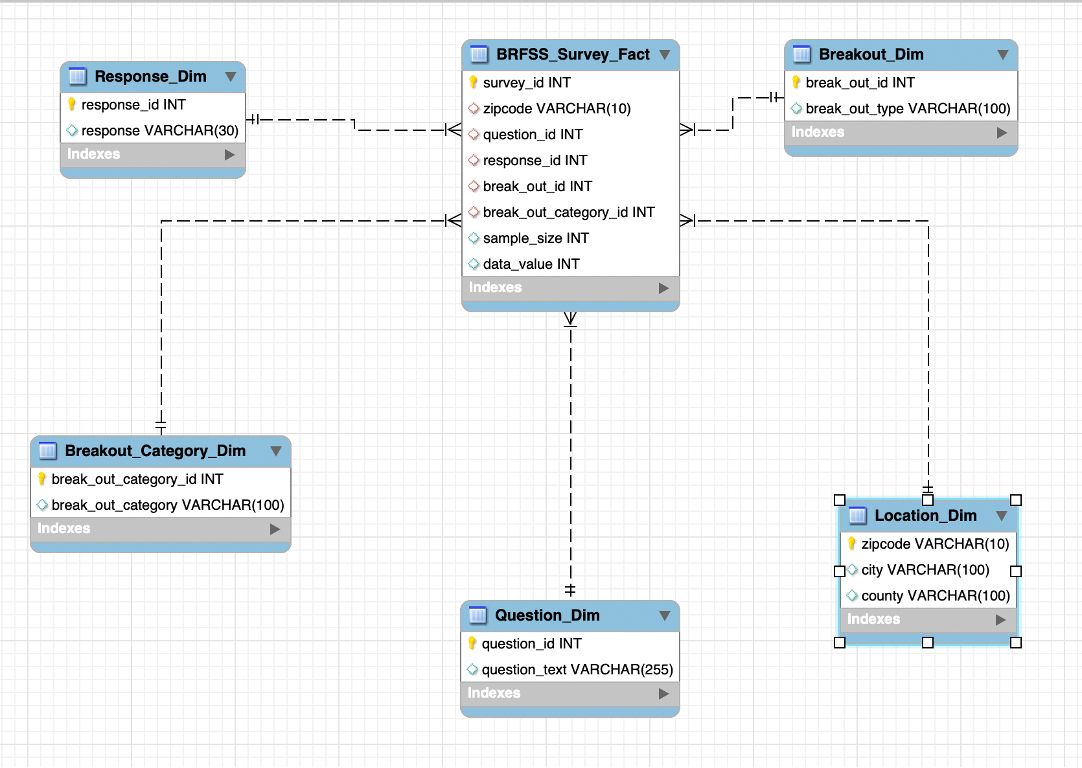 Response_Dim
response_id INT
response VARCHAR(30)
Indexes
BRFSS_Survey_Fact
survey_id INT
zipcode VARCHAR(10)
question_id INT
response_id INT
break_out_id INT
break_out_category_id INT
sample_size INT
data_value INT
Indexes
Breakout_Dim
break_out_id INT
break_out_type VARCHAR(100)
Indexes
Breakout_Category_Dim
break_out_category_id INT
break_out_category VARCHAR(100)
Indexes
Question_Dim
question_id INT
question_text VARCHAR(255)
Indexes
Location_Dim
zipcode VARCHAR(10)
city VARCHAR(100)
county VARCHAR(100)
Indexes